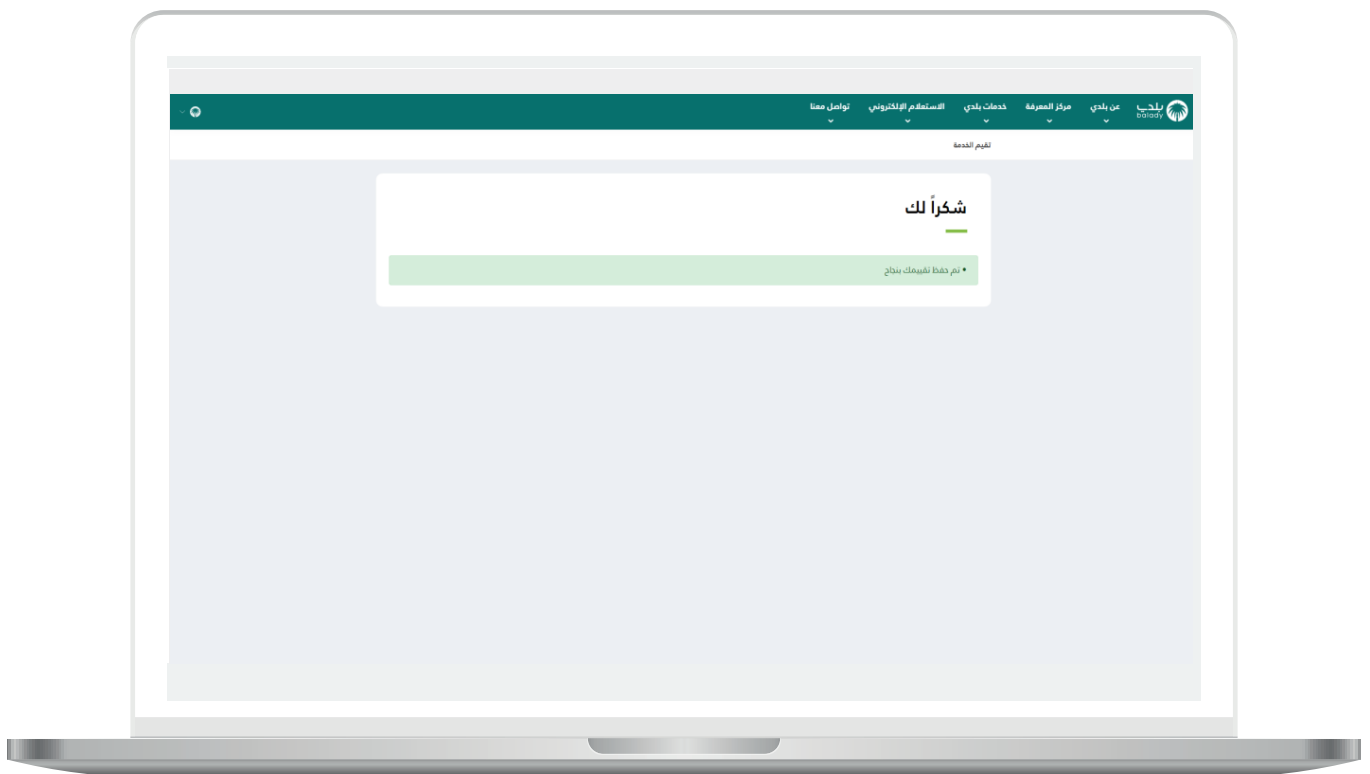 بلدي
balady
عن بلدي
مركز المعرفة
خدمات بلدي
الاستعلام الإلكتروني
تواصل معنا
تقيم الخدمة
شكراً لك
• تم حفظ تقييمك بنجاح